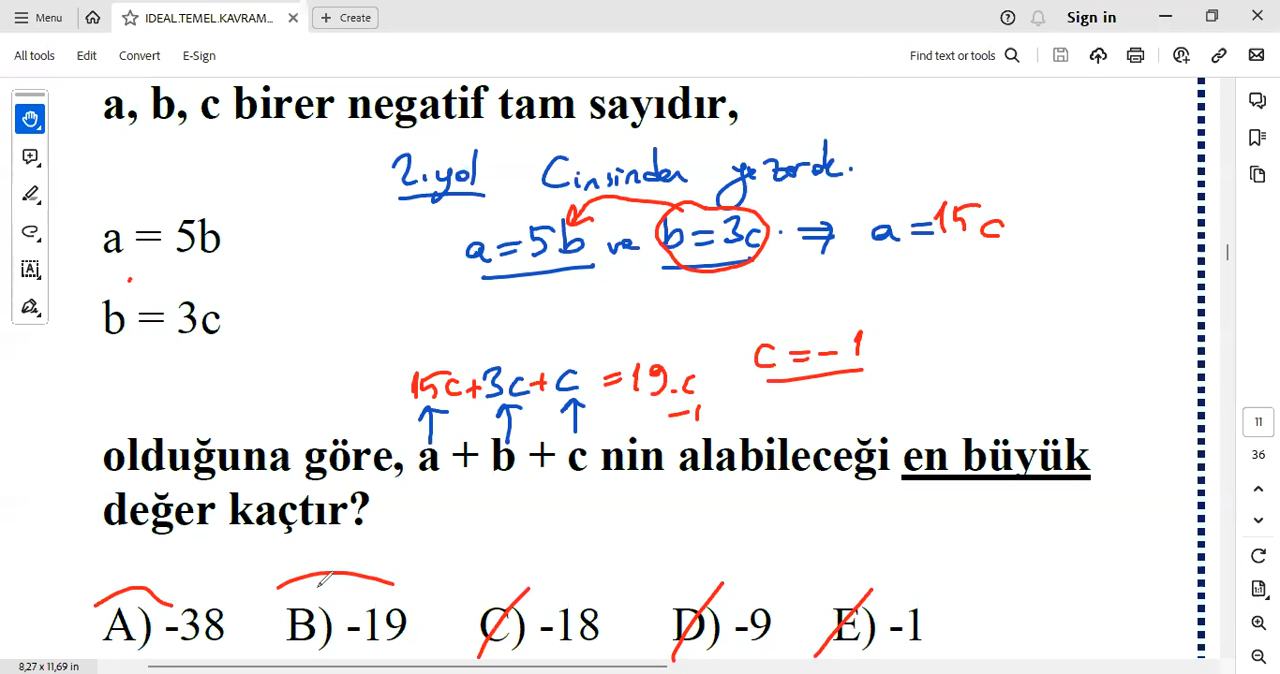 Menu
IDEAL.TEMEL.KAVRAM...
Create
Sign in
All tools Edit Convert E-Sign
Find text or tools
a, b, c birer negatif tam sayıdır,
2.yol Cinsinden yazarak.
a = 5b
a = 5b ve b = 3c. ⇒ a = 15c
b = 3c
c = -1
15c + 3c + c = 19.c
-1
olduğuna göre, a + b + c nin alabileceği en büyük
değer kaçtır?
A) -38 B) -19 C) -18 D) -9 E) -1
11
36
8,27 x 11,69 in